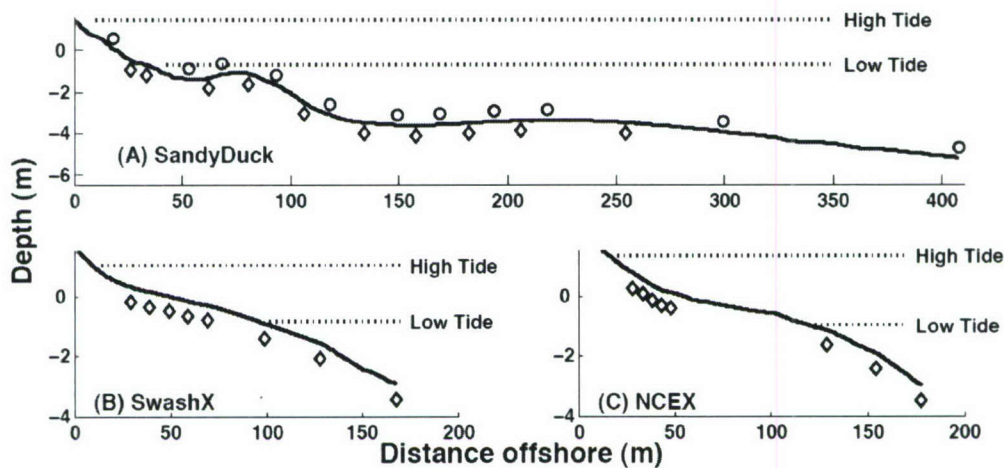 High Tide
0
Low Tide
−2
−4
(A) SandyDuck
−6
0 50 100 150 200 250 300 350 400
Depth (m)
High Tide
0
Low Tide
−2
(B) SwashX
−4
0 50 100 150 200
High Tide
0
Low Tide
−2
(C) NCEX
−4
0 50 100 150 200
Distance offshore (m)